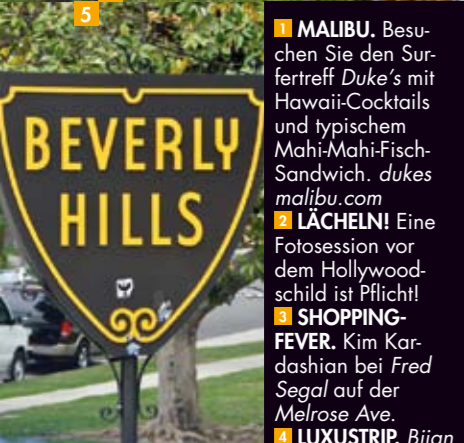 5
BEVERLY
HILLS
1 MALIBU. Besu-
chen Sie den Sur-
fertreff Duke's mit
Hawaii-Cocktails
und typischem
Mahi-Mahi-Fisch-
Sandwich. dukes
malibu.com
2 LÄCHELN! Eine
Fotosession vor
dem Hollywood-
schild ist Pflicht!
3 SHOPPING-
FEVER. Kim Kar-
dashian bei Fred
Segal auf der
Melrose Ave.
4 LUXUSTRIP. Bijan